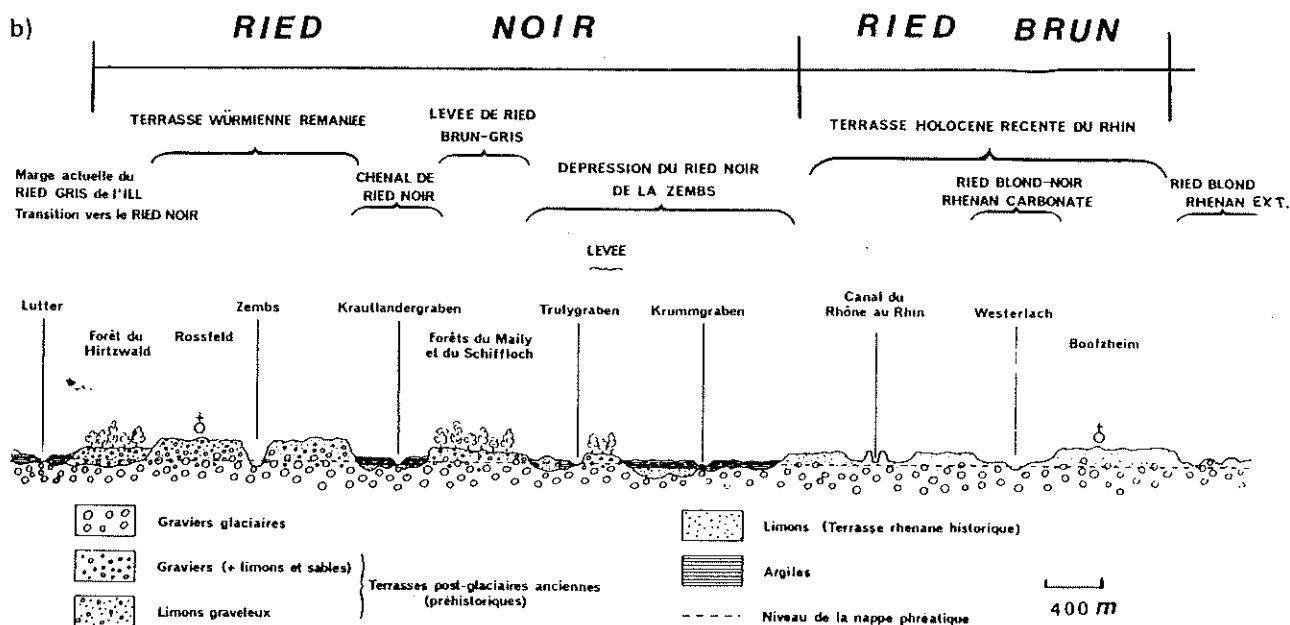 b)
RIED NOIR RIED BRUN
TERRASSE WÜRMIENNE REMANIEE
LEVEE DE RIED
BRUN-GRIS
TERRASSE HOLOCENE RECENTE DU RHIN
Marge actuelle du
RIED GRIS de l'ILL
Transition vers le RIED NOIR
CHENAL DE
RIED NOIR
DEPRESSION DU RIED NOIR
DE LA ZEMBS
RIED BLOND-NOIR
RHENAN CARBONATE
RIED BLOND
RHENAN EXT.
LEVEE
Lutter
Zembs
Krautlandergraben
Trulygraben
Krummgraben
Canal du
Rhône au Rhin
Westerlach
Forêt du
Hirtzwald
Rossfeld
Forêts du Maily
et du Schiffloch
Boofzheim
Graviers glaciaires
Graviers (+ limons et sables)
Limons graveleux
Terrasses post-glaciaires anciennes
(préhistoriques)
Limons (Terrasse rhenane historique)
Argiles
Niveau de la nappe phréatique
400 m